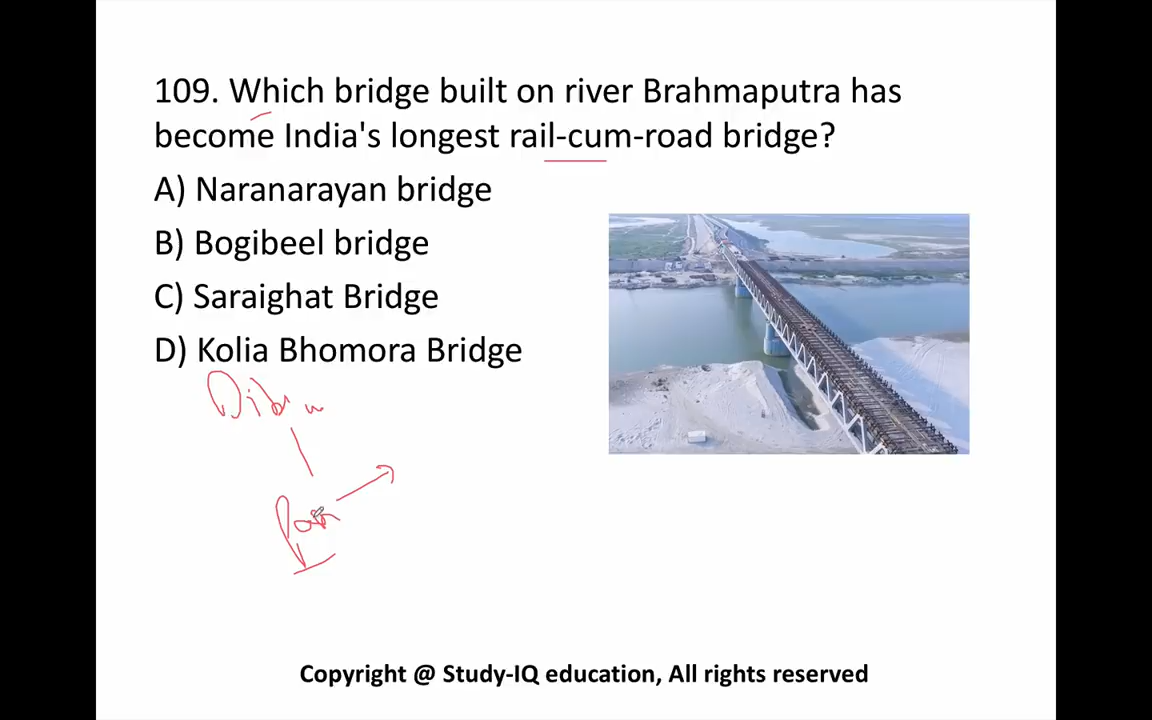 109. Which bridge built on river Brahmaputra has
become India's longest rail-cum-road bridge?
A) Naranarayan bridge
B) Bogibeel bridge
C) Saraighat Bridge
D) Kolia Bhomora Bridge
Copyright @ Study-IQ education, All rights reserved